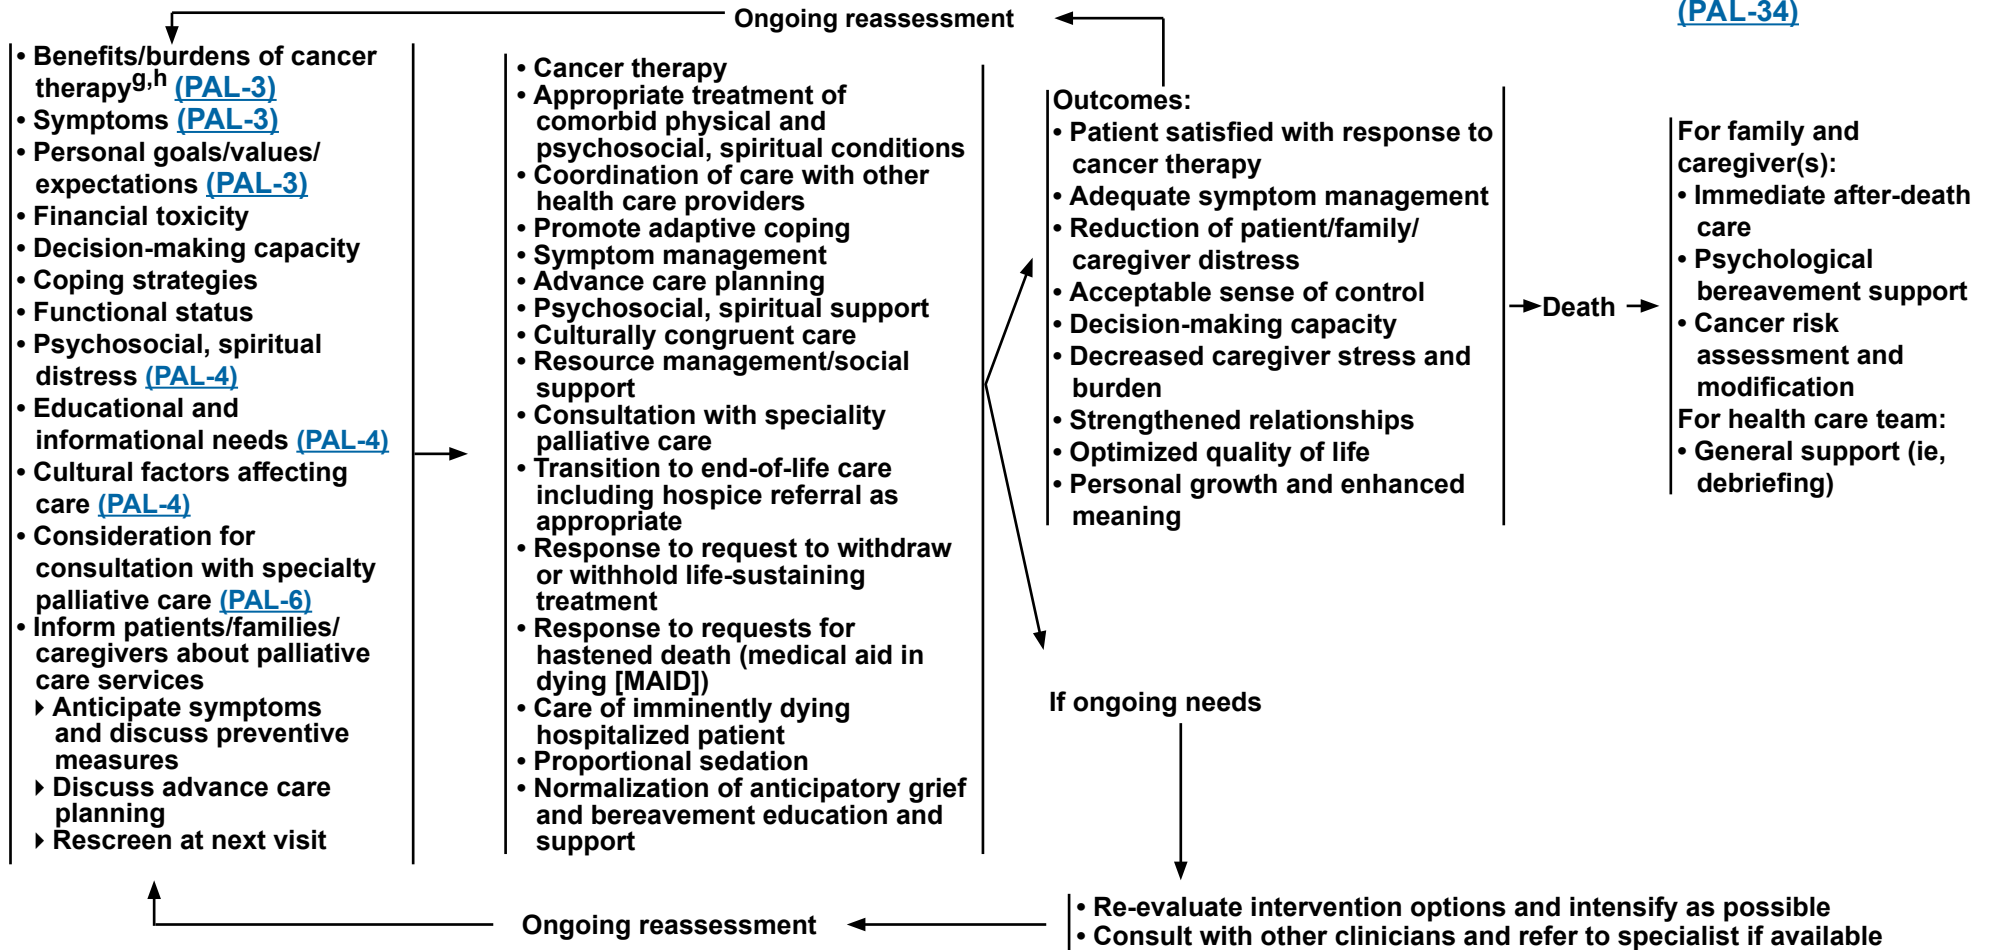 Ongoing reassessment
(PAL-34)
• Benefits/burdens of cancer
therapyg,h (PAL-3)
• Symptoms (PAL-3)
• Personal goals/values/
expectations (PAL-3)
• Financial toxicity
• Decision-making capacity
• Coping strategies
• Functional status
• Psychosocial, spiritual
distress (PAL-4)
• Educational and
informational needs (PAL-4)
• Cultural factors affecting
care (PAL-4)
• Consideration for
consultation with specialty
palliative care (PAL-6)
• Inform patients/families/
caregivers about palliative
care services
Anticipate symptoms
and discuss preventive
measures
Discuss advance care
planning
Rescreen at next visit
• Cancer therapy
• Appropriate treatment of
comorbid physical and
psychosocial, spiritual conditions
• Coordination of care with other
health care providers
• Promote adaptive coping
• Symptom management
• Advance care planning
• Psychosocial, spiritual support
• Culturally congruent care
• Resource management/social
support
• Consultation with speciality
palliative care
• Transition to end-of-life care
including hospice referral as
appropriate
• Response to request to withdraw
or withhold life-sustaining
treatment
• Response to requests for
hastened death (medical aid in
dying [MAID])
• Care of imminently dying
hospitalized patient
• Proportional sedation
• Normalization of anticipatory grief
and bereavement education and
support
Outcomes:
• Patient satisfied with response to
cancer therapy
• Adequate symptom management
• Reduction of patient/family/
caregiver distress
• Acceptable sense of control
• Decision-making capacity
• Decreased caregiver stress and
burden
• Strengthened relationships
• Optimized quality of life
• Personal growth and enhanced
meaning
Death
For family and
caregiver(s):
• Immediate after-death
care
• Psychological
bereavement support
• Cancer risk
assessment and
modification
For health care team:
• General support (ie,
debriefing)
If ongoing needs
• Re-evaluate intervention options and intensify as possible
• Consult with other clinicians and refer to specialist if available
Ongoing reassessment